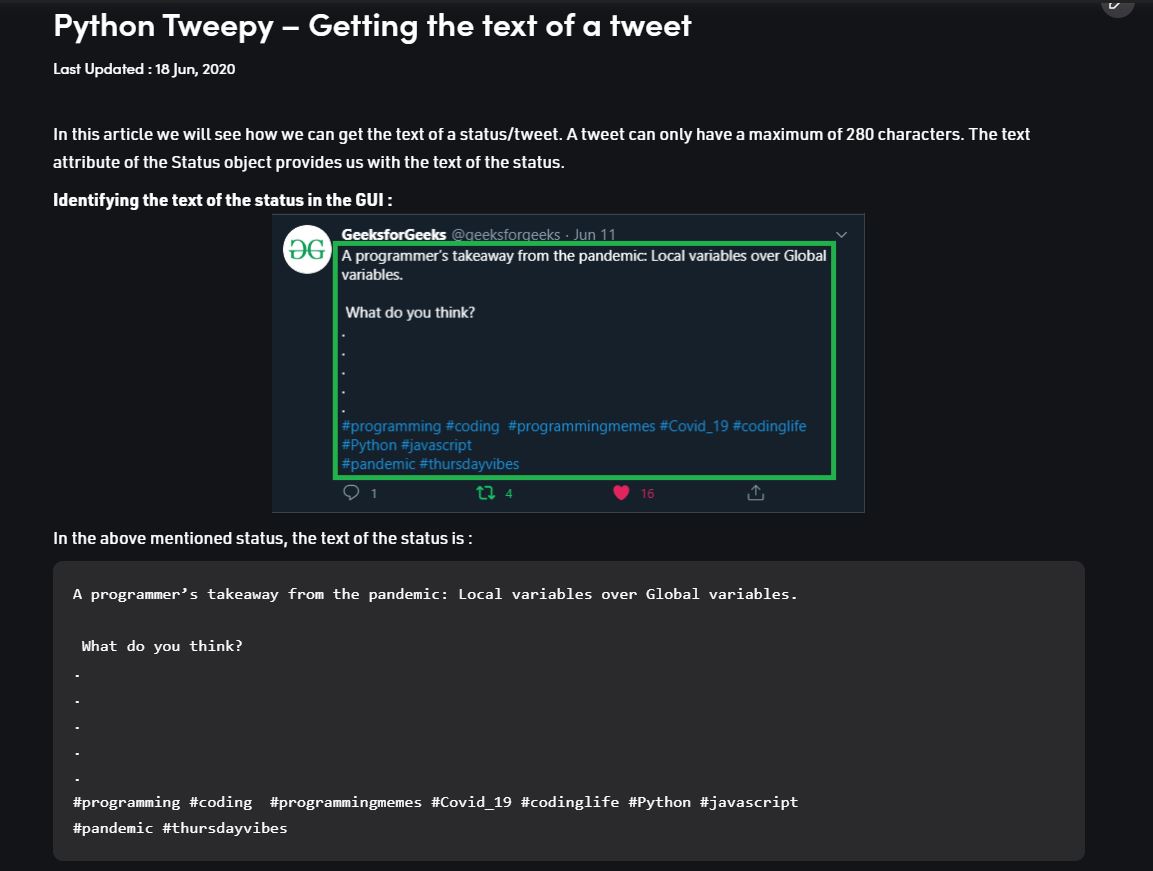 Python Tweepy – Getting the text of a tweet
Last Updated : 18 Jun, 2020
In this article we will see how we can get the text of a status/tweet. A tweet can only have a maximum of 280 characters. The text
attribute of the Status object provides us with the text of the status.
Identifying the text of the status in the GUI :
GeeksforGeeks @geeksforgeeks · Jun 11
A programmer's takeaway from the pandemic: Local variables over Global
variables.
What do you think?
.
.
.
.
.
#programming #coding #programmingmemes #Covid_19 #codinglife
#Python #javascript
#pandemic #thursdayvibes
1 4 16
In the above mentioned status, the text of the status is :
A programmer’s takeaway from the pandemic: Local variables over Global variables.
What do you think?
.
.
.
.
.
#programming #coding  #programmingmemes #Covid_19 #codinglife #Python #javascript
#pandemic #thursdayvibes